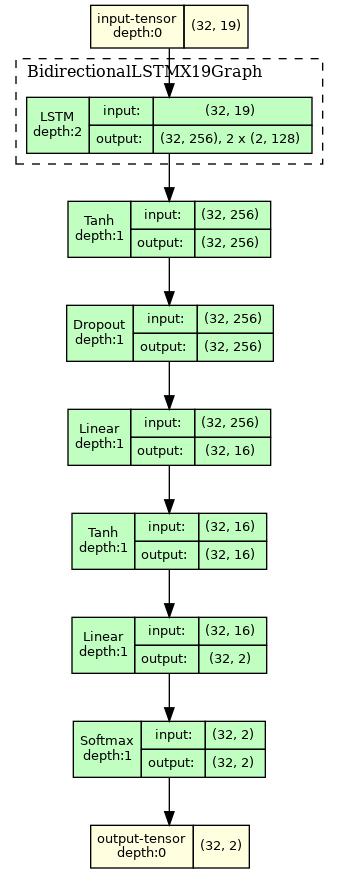 input-tensor
depth:0
(32, 19)
BidirectionalLSTMX19Graph
LSTM
depth:2
input:
(32, 19)
output:
(32, 256), 2 x (2, 128)
Tanh
depth:1
input:
(32, 256)
output:
(32, 256)
Dropout
depth:1
input:
(32, 256)
output:
(32, 256)
Linear
depth:1
input:
(32, 256)
output:
(32, 16)
Tanh
depth:1
input:
(32, 16)
output:
(32, 16)
Linear
depth:1
input:
(32, 16)
output:
(32, 2)
Softmax
depth:1
input:
(32, 2)
output:
(32, 2)
output-tensor
depth:0
(32, 2)